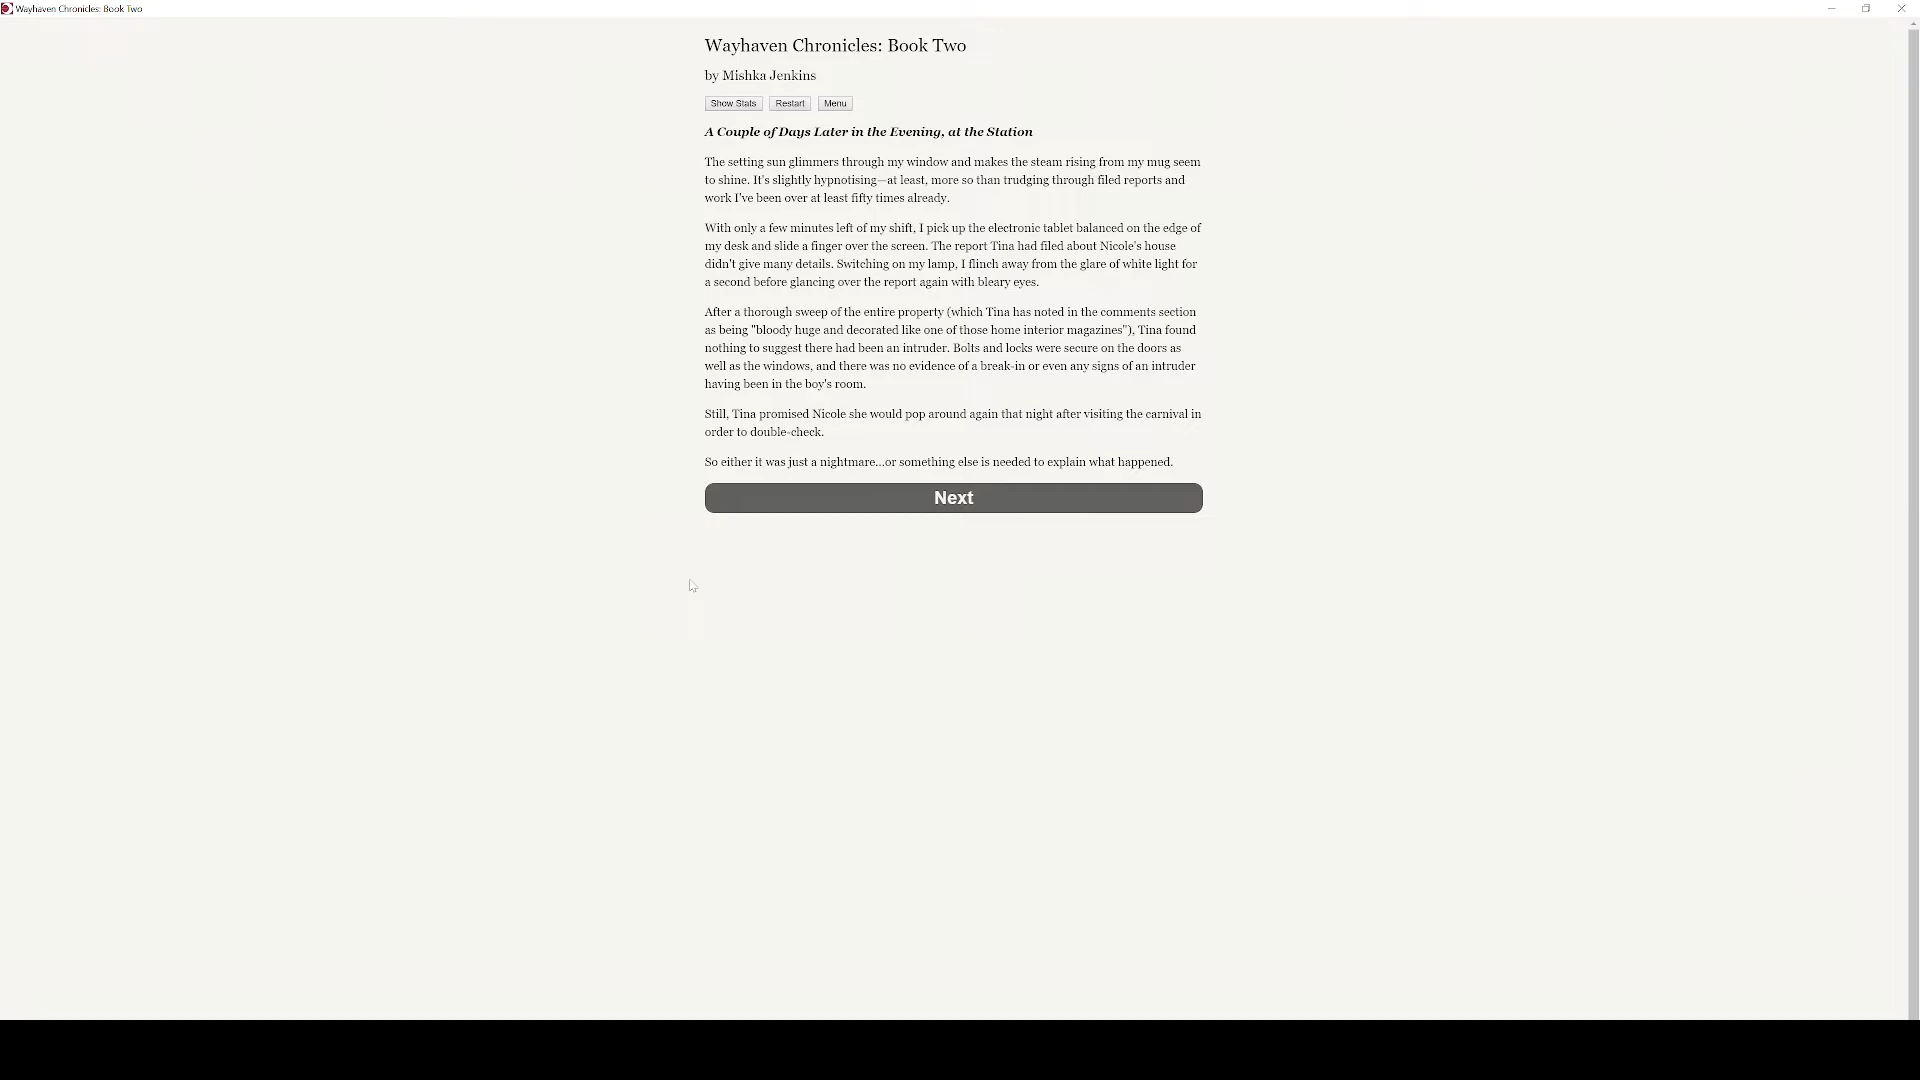 Wayhaven Chronicles: Book Two
Wayhaven Chronicles: Book Two
by Mishka Jenkins
Show Stats Restart Menu
A Couple of Days Later in the Evening, at the Station
The setting sun glimmers through my window and makes the steam rising from my mug seem
to shine. It's slightly hypnotising—at least, more so than trudging through filed reports and
work I've been over at least fifty times already.
With only a few minutes left of my shift, I pick up the electronic tablet balanced on the edge of
my desk and slide a finger over the screen. The report Tina had filed about Nicole's house
didn't give many details. Switching on my lamp, I flinch away from the glare of white light for
a second before glancing over the report again with bleary eyes.
After a thorough sweep of the entire property (which Tina has noted in the comments section
as being "bloody huge and decorated like one of those home interior magazines"), Tina found
nothing to suggest there had been an intruder. Bolts and locks were secure on the doors as
well as the windows, and there was no evidence of a break-in or even any signs of an intruder
having been in the boy's room.
Still, Tina promised Nicole she would pop around again that night after visiting the carnival in
order to double-check.
So either it was just a nightmare...or something else is needed to explain what happened.
Next